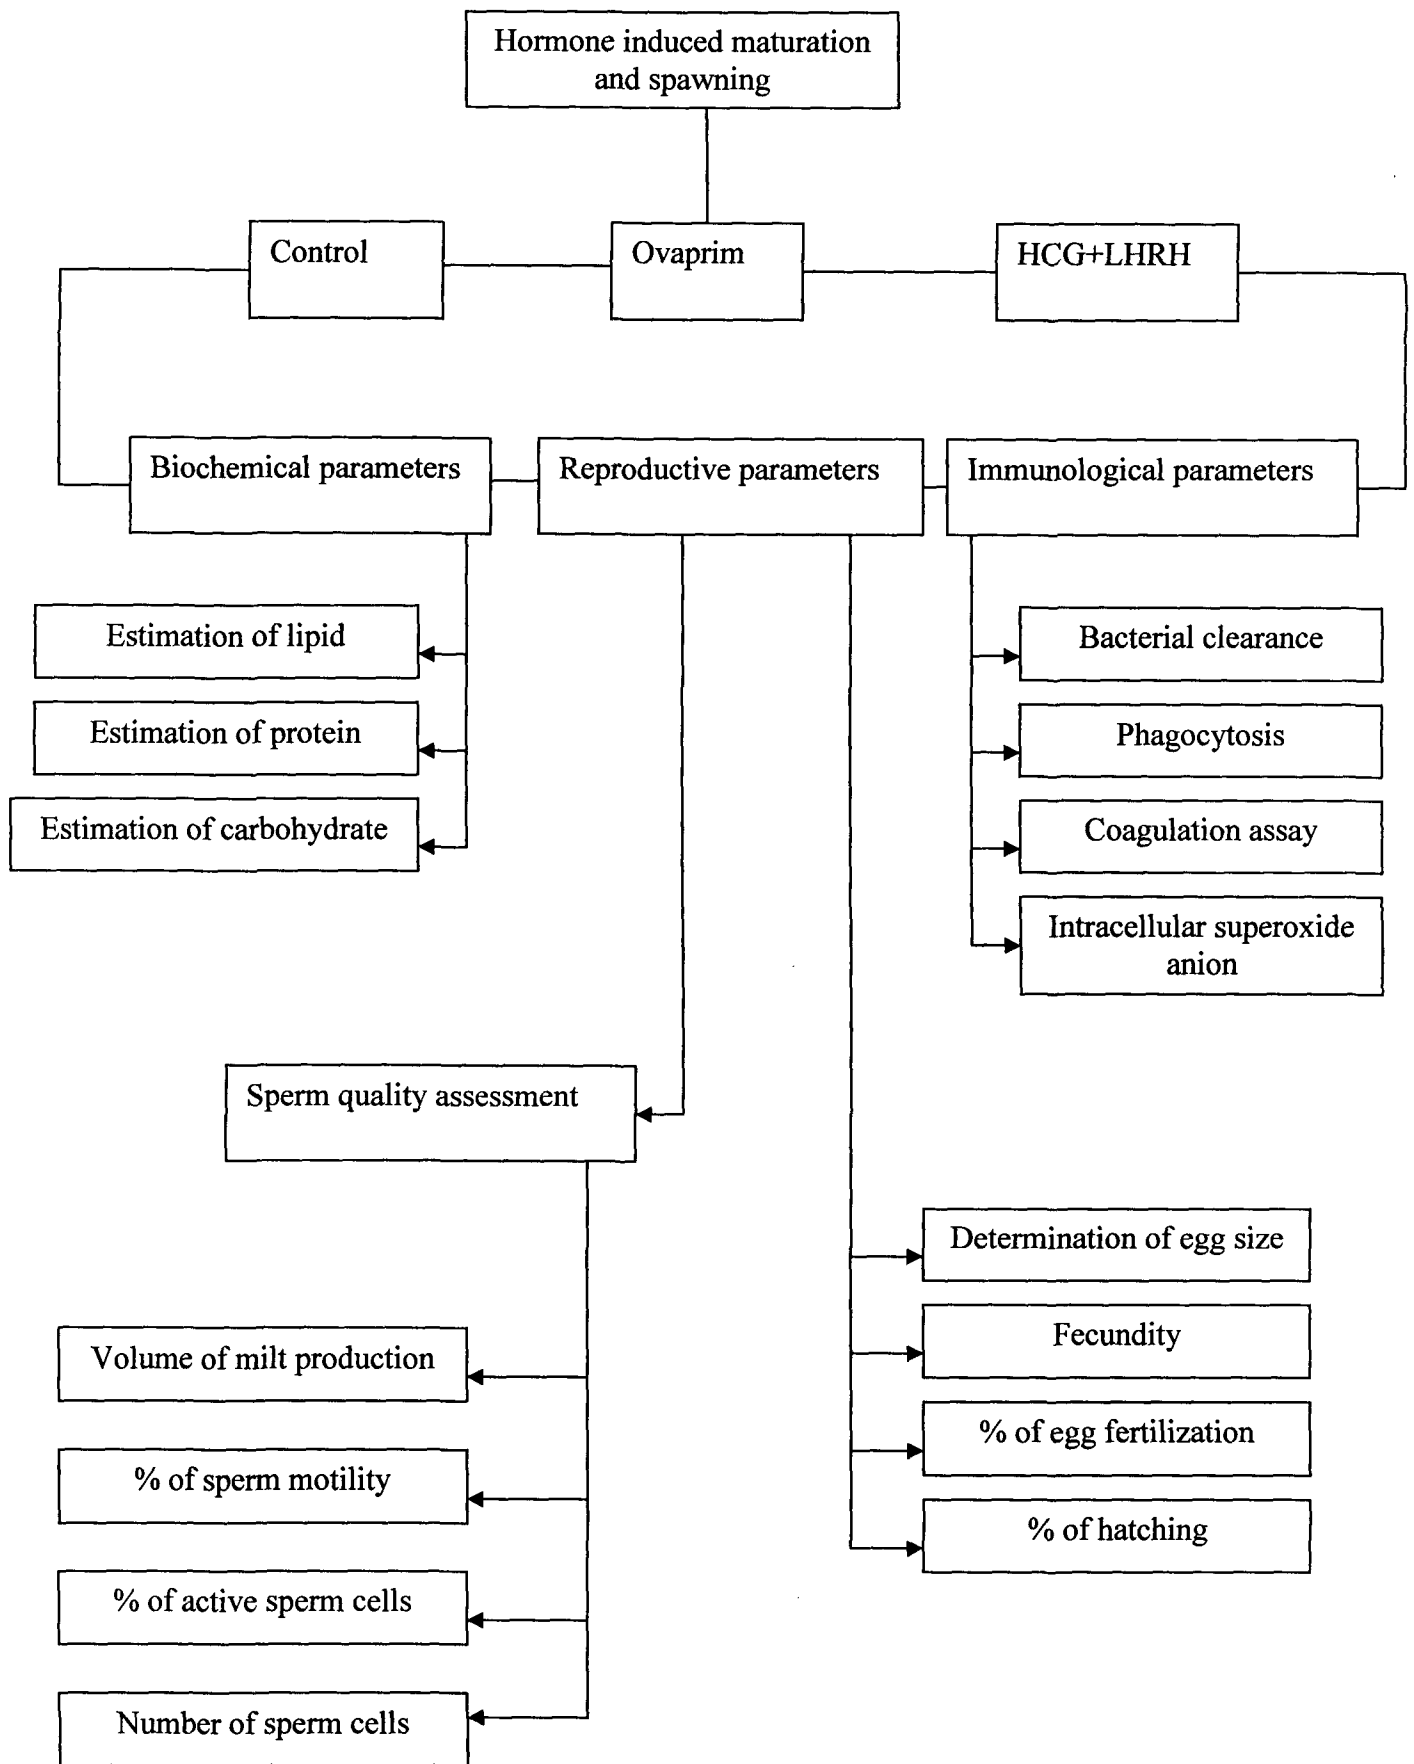 Hormone induced maturation
and spawning
Control
Ovaprim
HCG+LHRH
Biochemical parameters
Reproductive parameters
Immunological parameters
Estimation of lipid
Estimation of protein
Estimation of carbohydrate
Bacterial clearance
Phagocytosis
Coagulation assay
Intracellular superoxide
anion
Sperm quality assessment
Volume of milt production
% of sperm motility
% of active sperm cells
Number of sperm cells
Determination of egg size
Fecundity
% of egg fertilization
% of hatching